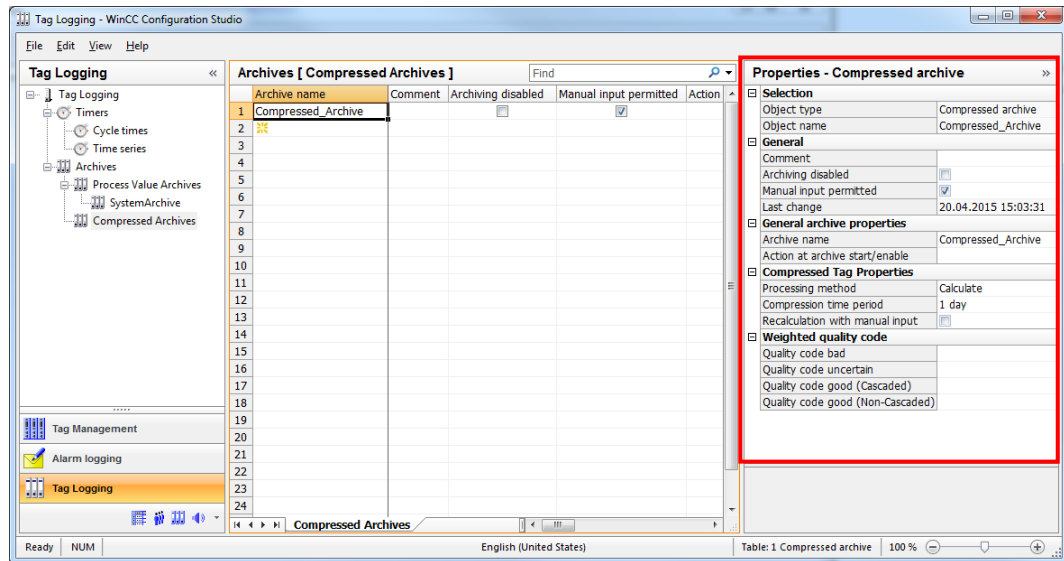 Tag Logging - WinCC Configuration Studio
File Edit View Help
Tag Logging «
Tag Logging
Timers
Cycle times
Time series
Archives
Process Value Archives
SystemArchive
Compressed Archives
Tag Management
Alarm logging
Tag Logging
Archives [ Compressed Archives ] Find
Archive name Comment Archiving disabled Manual input permitted Action
1 Compressed_Archive
2
3
4
5
6
7
8
9
10
11
12
13
14
15
16
17
18
19
20
21
22
23
24
Compressed Archives
Properties - Compressed archive »
Selection
Object type Compressed archive
Object name Compressed_Archive
General
Comment
Archiving disabled
Manual input permitted
Last change 20.04.2015 15:03:31
General archive properties
Archive name Compressed_Archive
Action at archive start/enable
Compressed Tag Properties
Processing method Calculate
Compression time period 1 day
Recalculation with manual input
Weighted quality code
Quality code bad
Quality code uncertain
Quality code good (Cascaded)
Quality code good (Non-Cascaded)
Ready NUM English (United States) Table: 1 Compressed archive 100 %